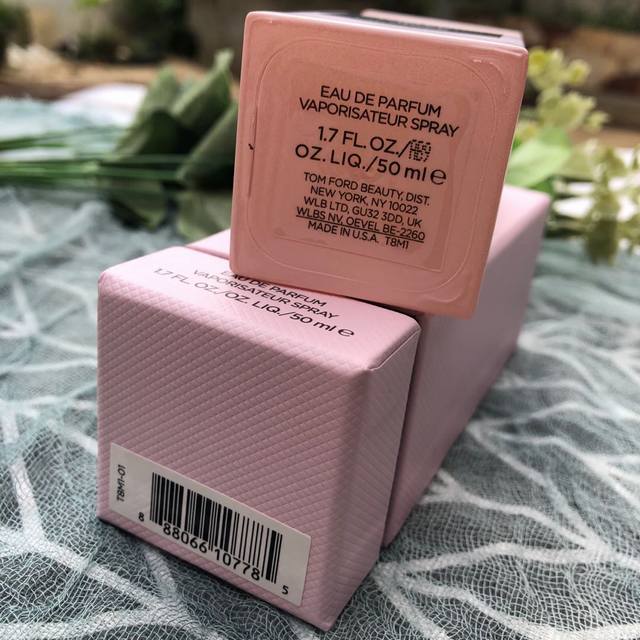 EAU DE PARFUM
VAPORISATEUR SPRAY
1.7 FL.OZ./
OZ. LIQ./50 ml ℮
TOM FORD BEAUTY, DIST.
NEW YORK, NY 10022
WLB LTD, GU32 3DD, UK
WLBS NV. OEVEL BE-2260
MADE IN U.S.A. T8M1
EAU DE PARFUM
VAPORISATEUR SPRAY
1.7 FL.OZ./OZ. LIQ./50 ml ℮
T8M1-01
8 88066 10778 5